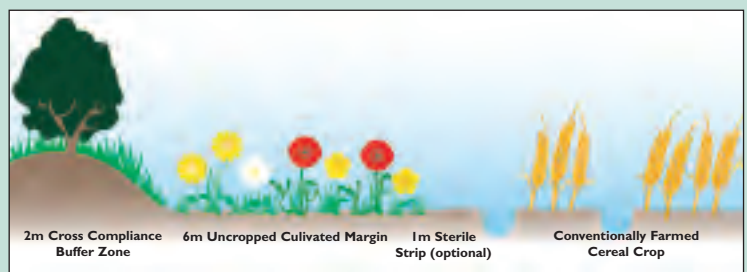 2m Cross Compliance
Buffer Zone
6m Uncropped Culivated Margin
1m Sterile
Strip (optional)
Conventionally Farmed
Cereal Crop